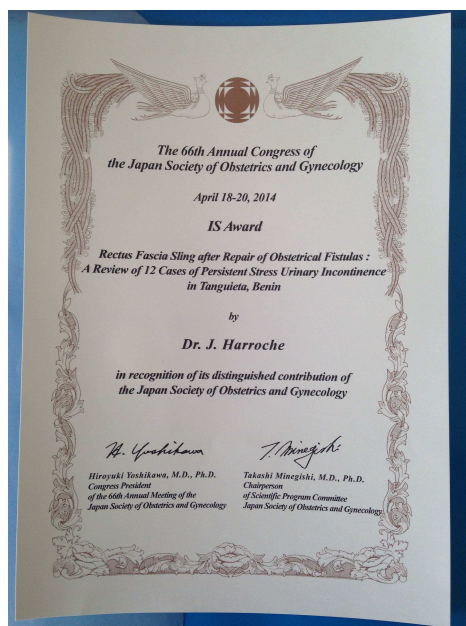 The 66th Annual Congress of
the Japan Society of Obstetrics and Gynecology
April 18-20, 2014
IS Award
Rectus Fascia Sling after Repair of Obstetrical Fistulas :
A Review of 12 Cases of Persistent Stress Urinary Incontinence
in Tanguieta, Benin
by
Dr. J. Harroche
in recognition of its distinguished contribution of
the Japan Society of Obstetrics and Gynecology
H. Yoshikawa T. Minegishi
Hiroyuki Yoshikawa, M.D., Ph.D. Takashi Minegishi, M.D., Ph.D.
Congress President Chairperson
of the 66th Annual Meeting of the of Scientific Program Committee
Japan Society of Obstetrics and Gynecology Japan Society of Obstetrics and Gynecology